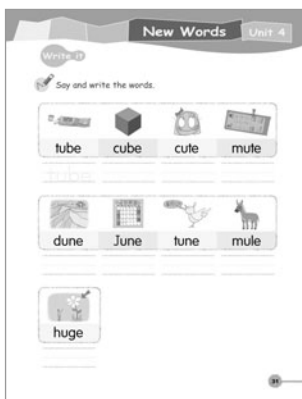 New Words Unit 4
Write it
Say and write the words.
tube cube cute mute
tube
dune June tune mule
huge
31